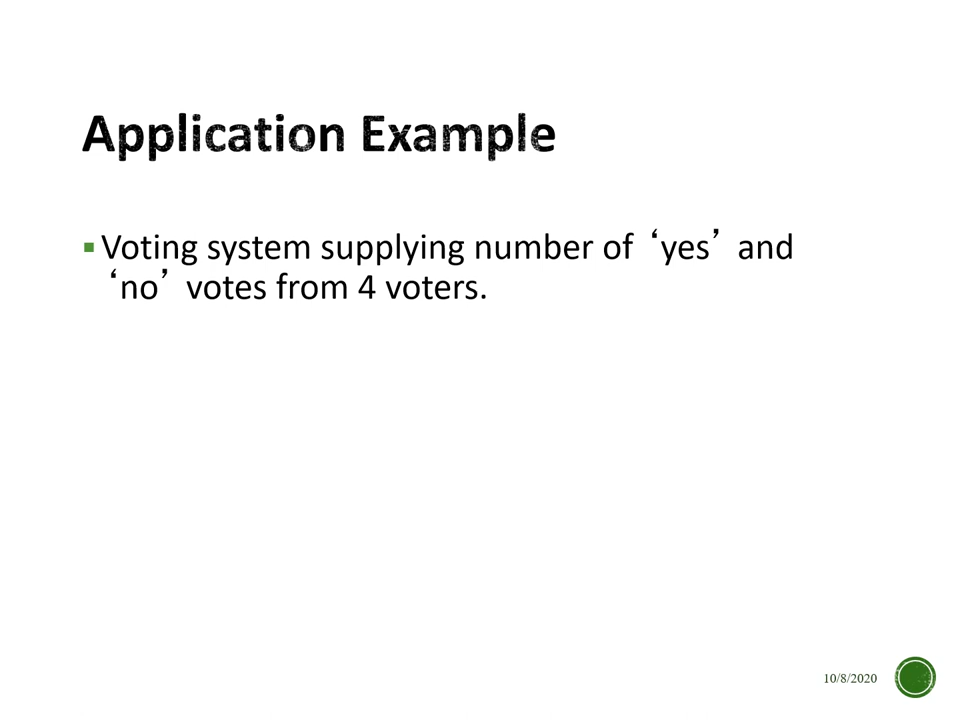 Application Example
▪ Voting system supplying number of ‘yes’ and
‘no’ votes from 4 voters.
10/8/2020